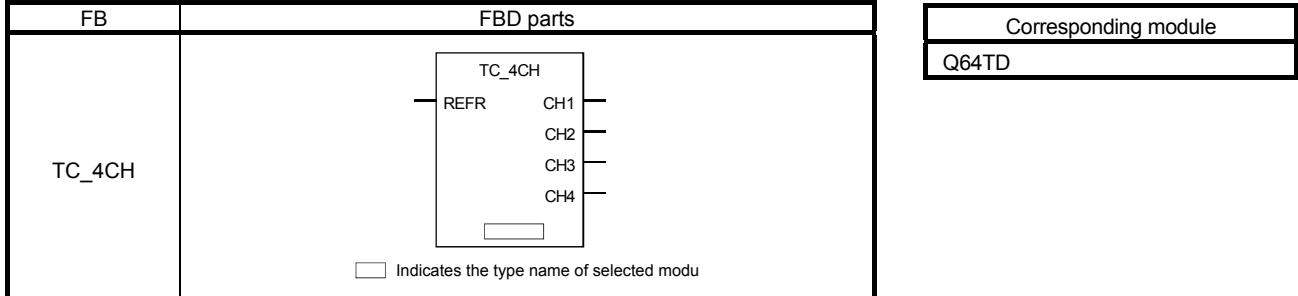 FB FBD parts
TC_4CH
TC_4CH
REFR CH1
CH2
CH3
CH4
Indicates the type name of selected modu
Corresponding module
Q64TD